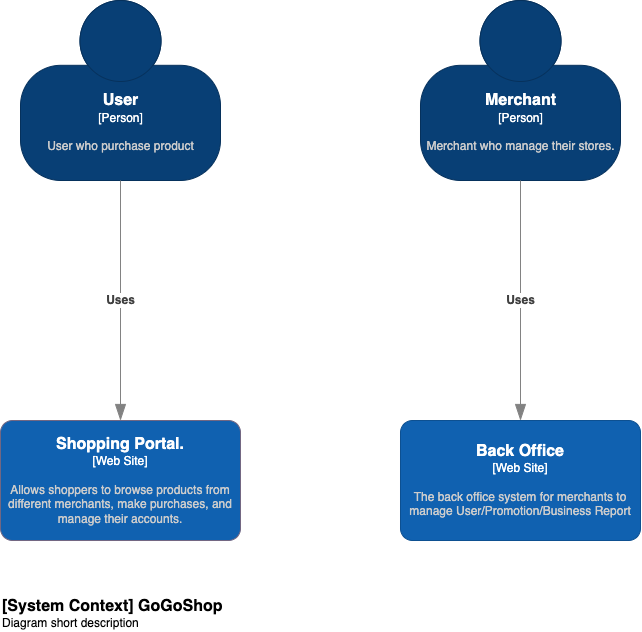 User
[Person]
User who purchase product
Merchant
[Person]
Merchant who manage their stores.
Uses
Uses
Shopping Portal.
[Web Site]
Allows shoppers to browse products from
different merchants, make purchases, and
manage their accounts.
Back Office
[Web Site]
The back office system for merchants to
manage User/Promotion/Business Report
[System Context] GoGoShop
Diagram short description